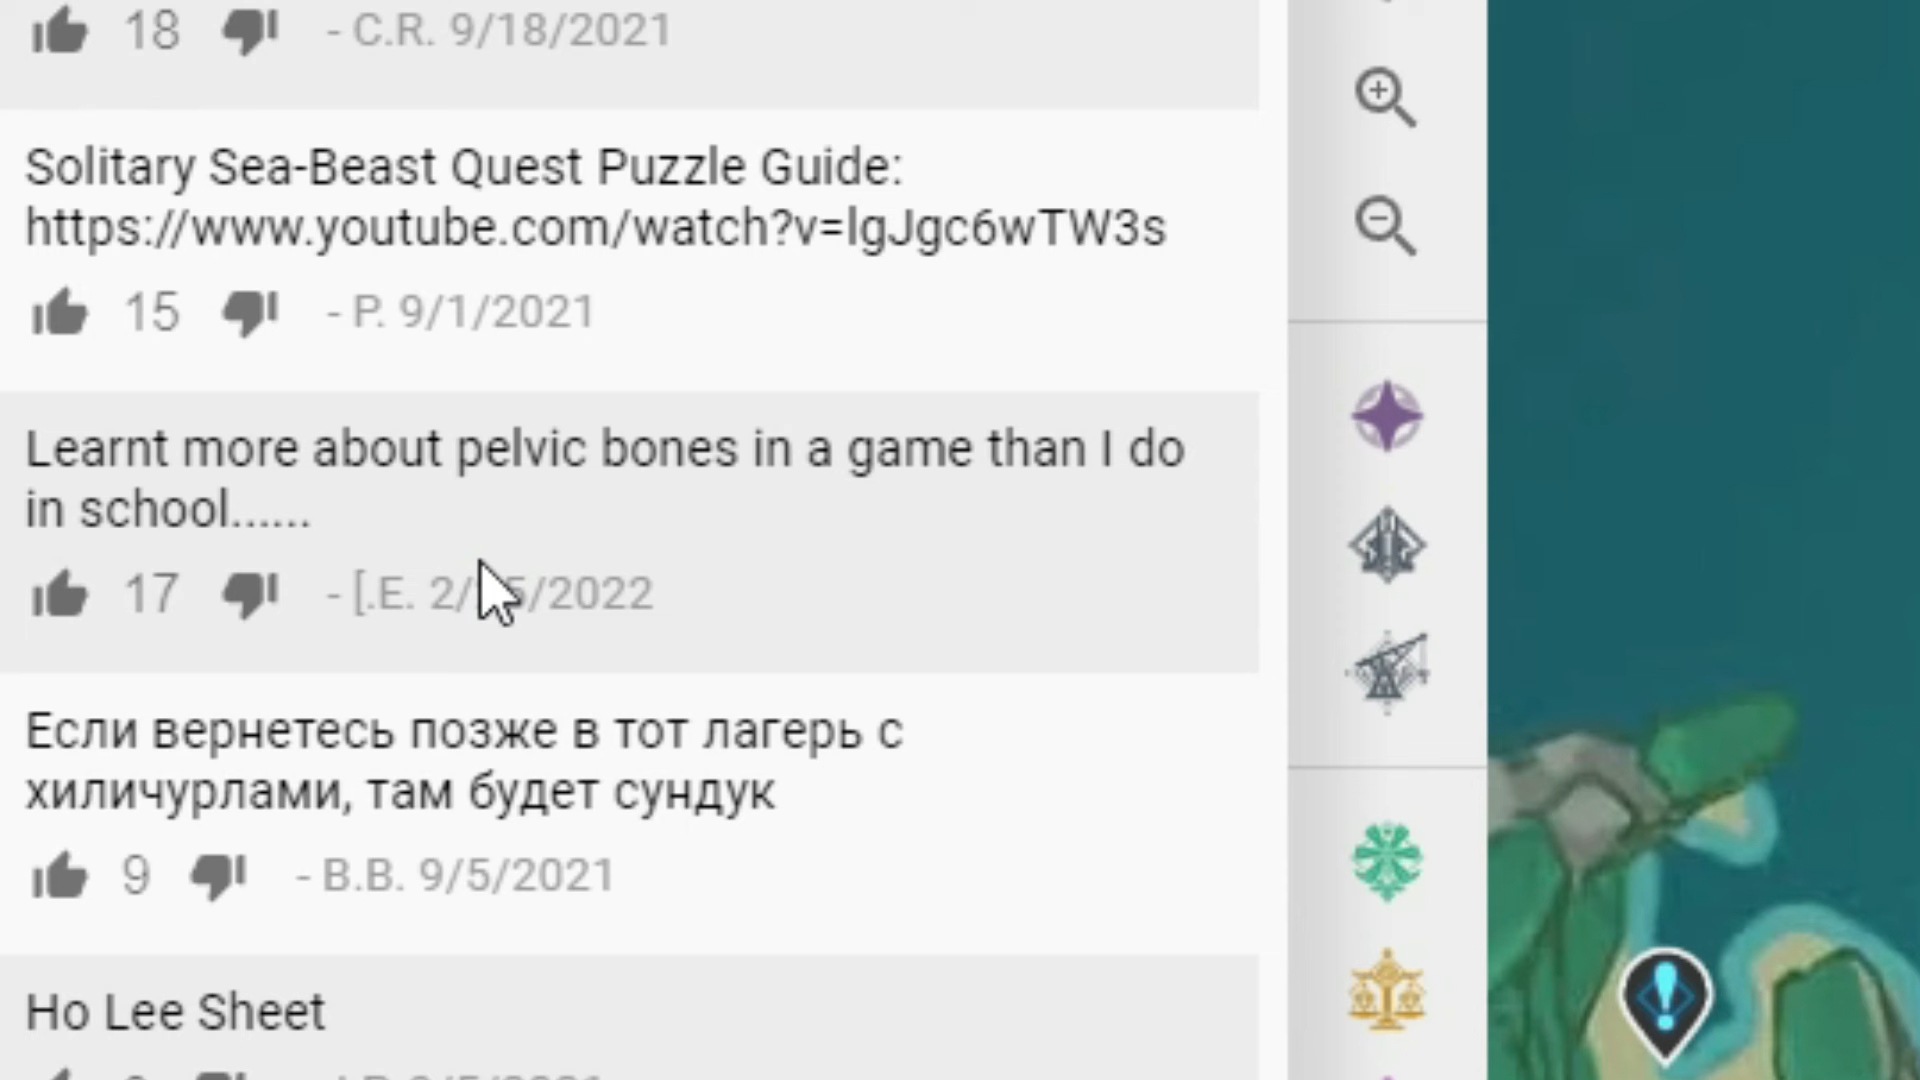 18 - C.R. 9/18/2021
Solitary Sea-Beast Quest Puzzle Guide:
https://www.youtube.com/watch?v=lgJgc6wTW3s
15 - P. 9/1/2021
Learnt more about pelvic bones in a game than I do
in school......
17 - [.E.
Если вернетесь позже в тот лагерь с
хиличурлами, там будет сундук
9 - B.B. 9/5/2021
Ho Lee Sheet